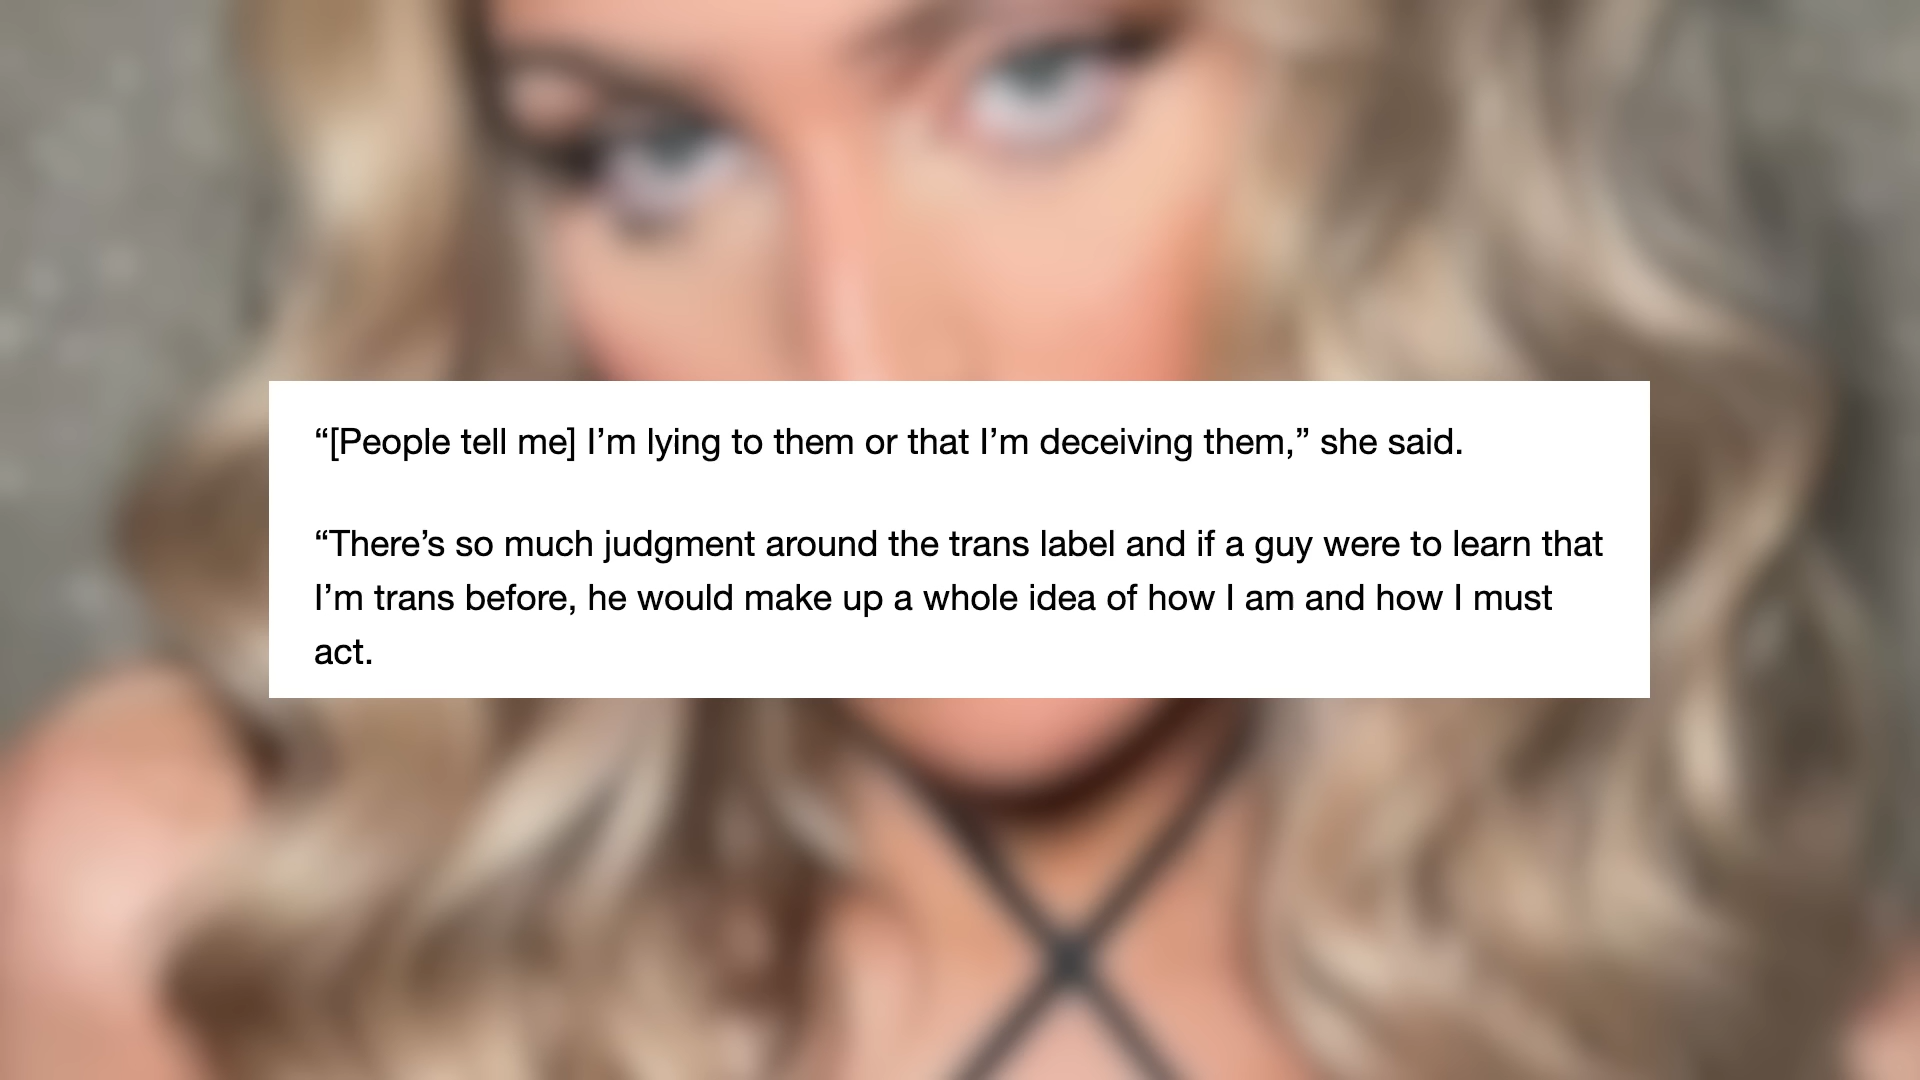 “[People tell me] I’m lying to them or that I’m deceiving them,” she said.
“There’s so much judgment around the trans label and if a guy were to learn that
I’m trans before, he would make up a whole idea of how I am and how I must
act.